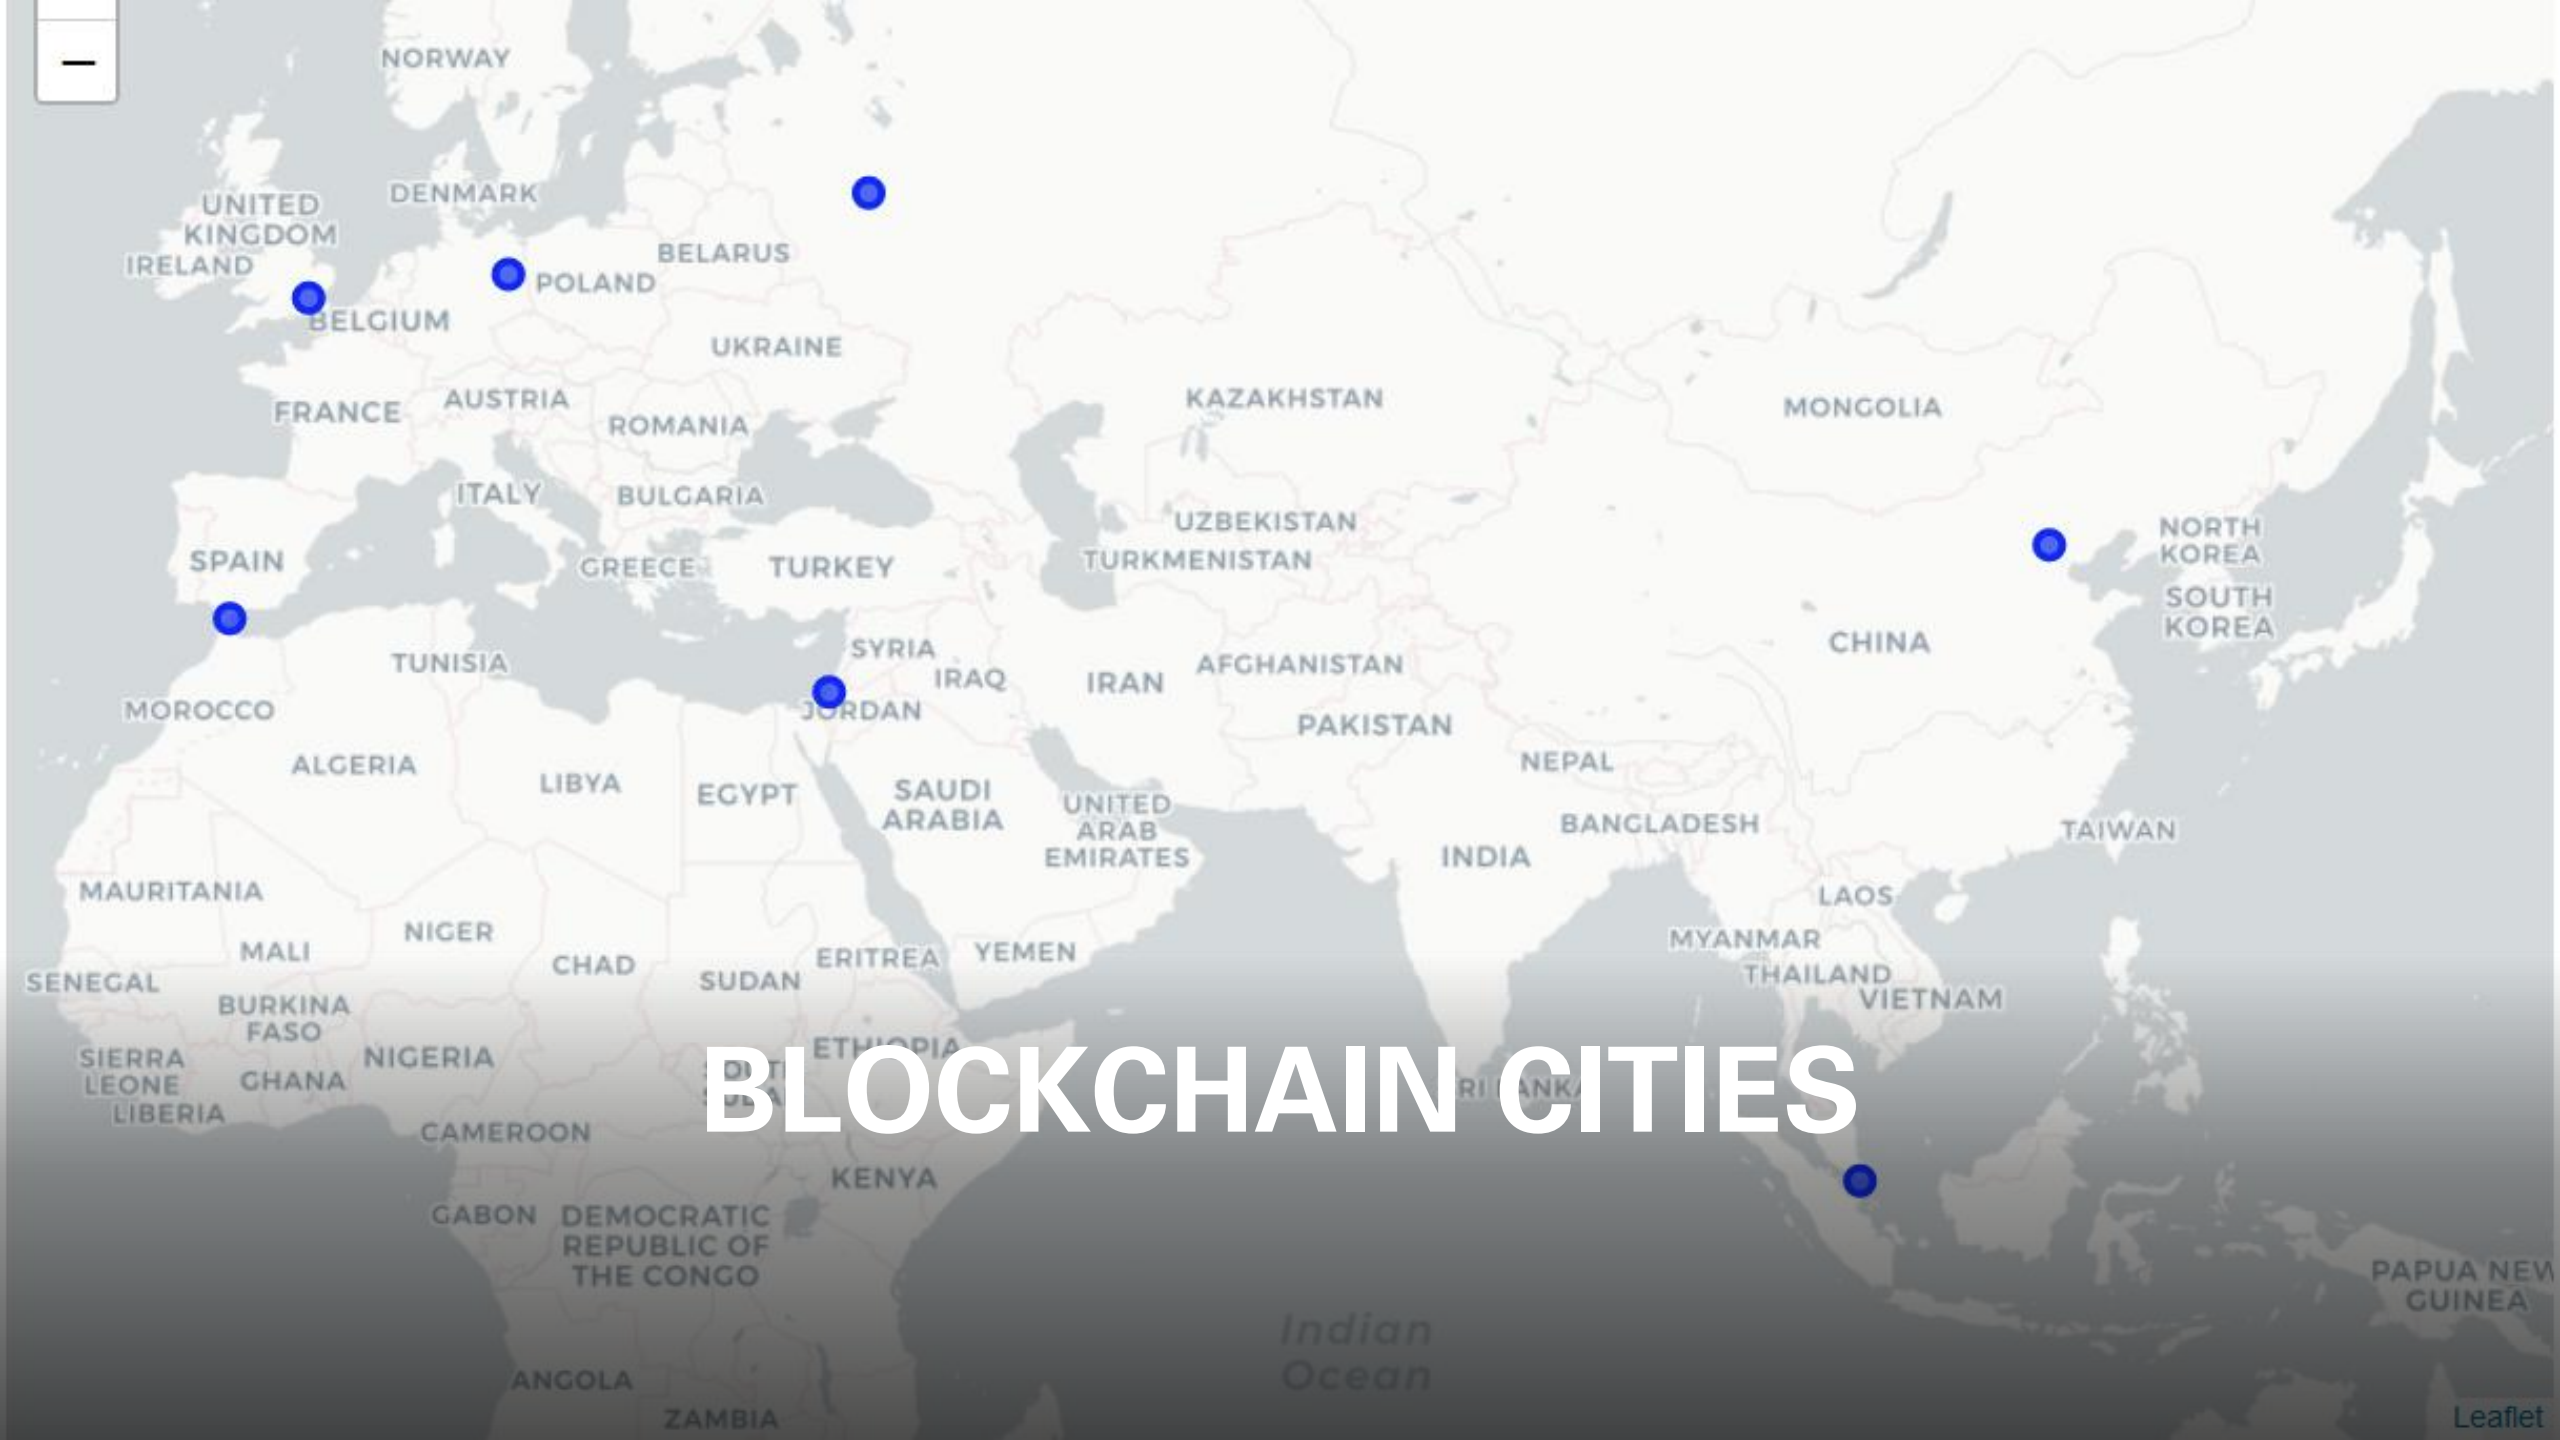 NORWAY
UNITED
KINGDOM
DENMARK
IRELAND
BELARUS
POLAND
BELGIUM
UKRAINE
FRANCE
AUSTRIA
ROMANIA
KAZAKHSTAN
MONGOLIA
ITALY
BULGARIA
SPAIN
GREECE
TURKEY
UZBEKISTAN
TURKMENISTAN
NORTH
KOREA
SOUTH
KOREA
CHINA
TUNISIA
SYRIA
IRAQ
IRAN
AFGHANISTAN
MOROCCO
JORDAN
PAKISTAN
ALGERIA
LIBYA
EGYPT
SAUDI
ARABIA
UNITED
ARAB
EMIRATES
NEPAL
BANGLADESH
INDIA
TAIWAN
MAURITANIA
MALI
NIGER
CHAD
SUDAN
ERITREA
YEMEN
LAOS
MYANMAR
THAILAND
VIETNAM
SENEGAL
BURKINA
FASO
SIERRA
LEONE
GHANA
NIGERIA
ETHIOPIA
LIBERIA
BLOCKCHAIN CITIES
CAMEROON
KENYA
GABON
DEMOCRATIC
REPUBLIC OF
THE CONGO
PAPUA NEW
GUINEA
Indian
Ocean
ANGOLA
ZAMBIA
Leaflet